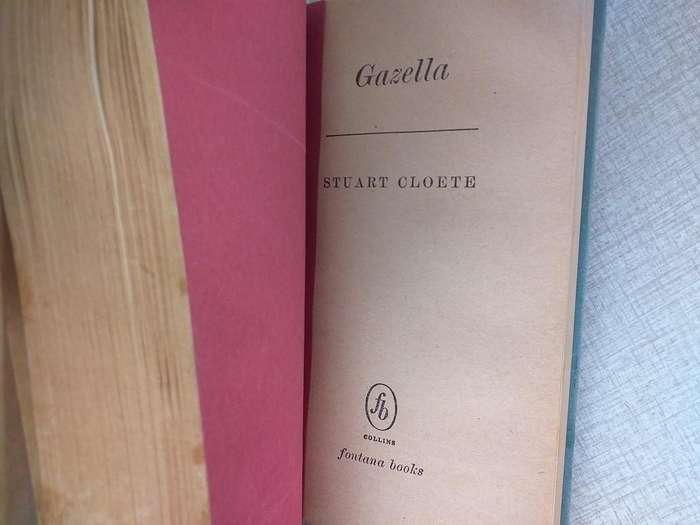 Gazella
STUART CLOETE
fb
COLLINS
fontana books